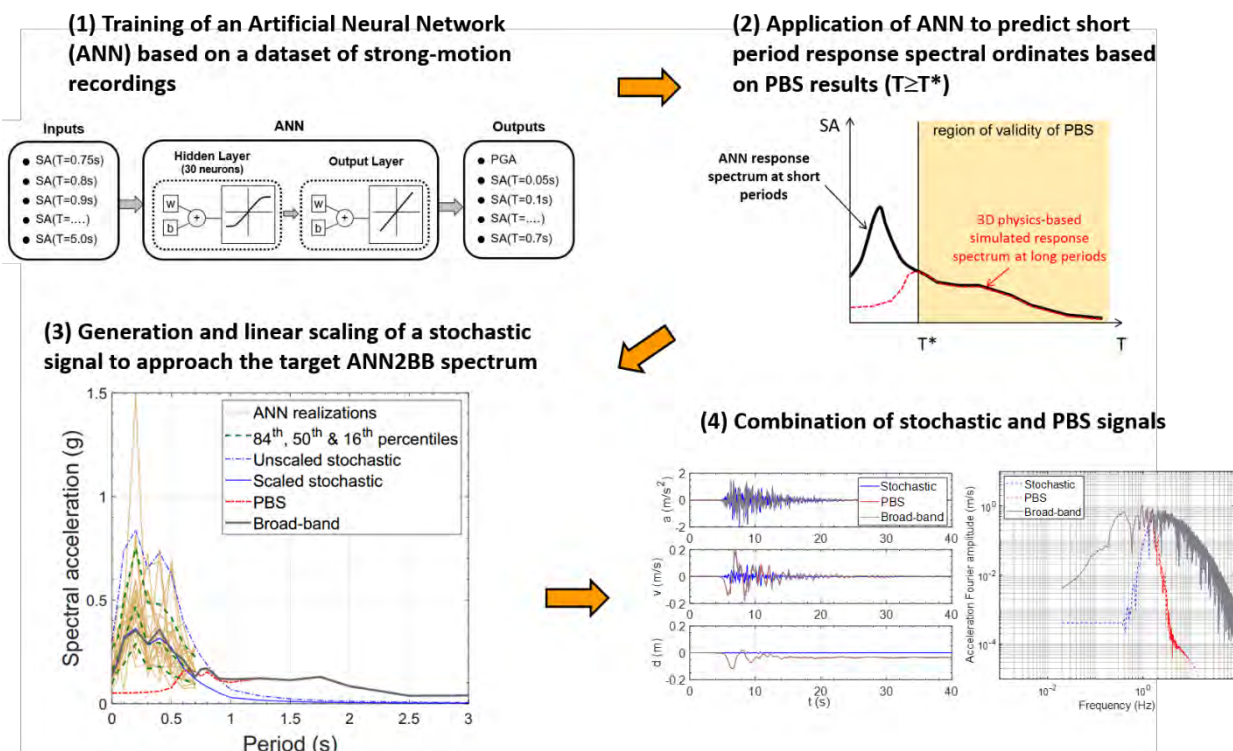 (1) Training of an Artificial Neural Network
(ANN) based on a dataset of strong-motion
recordings
Inputs
SA(T=0.75s)
SA(T=0.8s)
SA(T=0.9s)
SA(T=....)
SA(T=5.0s)
ANN
Hidden Layer
(30 neurons)
w
b
+
Output Layer
w
b
+
Outputs
PGA
SA(T=0.05s)
SA(T=0.1s)
SA(T=....)
SA(T=0.7s)
(2) Application of ANN to predict short
period response spectral ordinates based
on PBS results (T≥T*)
SA
region of validity of PBS
ANN response
spectrum at short
periods
3D physics-based
simulated response
spectrum at long periods
T*
T
(3) Generation and linear scaling of a stochastic
signal to approach the target ANN2BB spectrum
Spectral acceleration (g)
1.5
1
0.5
0
ANN realizations
84th, 50th & 16th percentiles
Unscaled stochastic
Scaled stochastic
PBS
Broad-band
0 0.5 1 1.5 2 2.5 3
Period (s)
(4) Combination of stochastic and PBS signals
a (m/s²)
2
0
-2
Stochastic
PBS
Broad-band
0 10 20 30 40
v (m/s)
0.2
0
-0.2
0 10 20 30 40
d (m)
0.2
0
-0.2
0 10 20 30 40
t (s)
Acceleration Fourier amplitude (m/s)
Stochastic
PBS
Broad-band
10⁰
10⁻²
10⁻⁴
10⁻² 10⁰
Frequency (Hz)